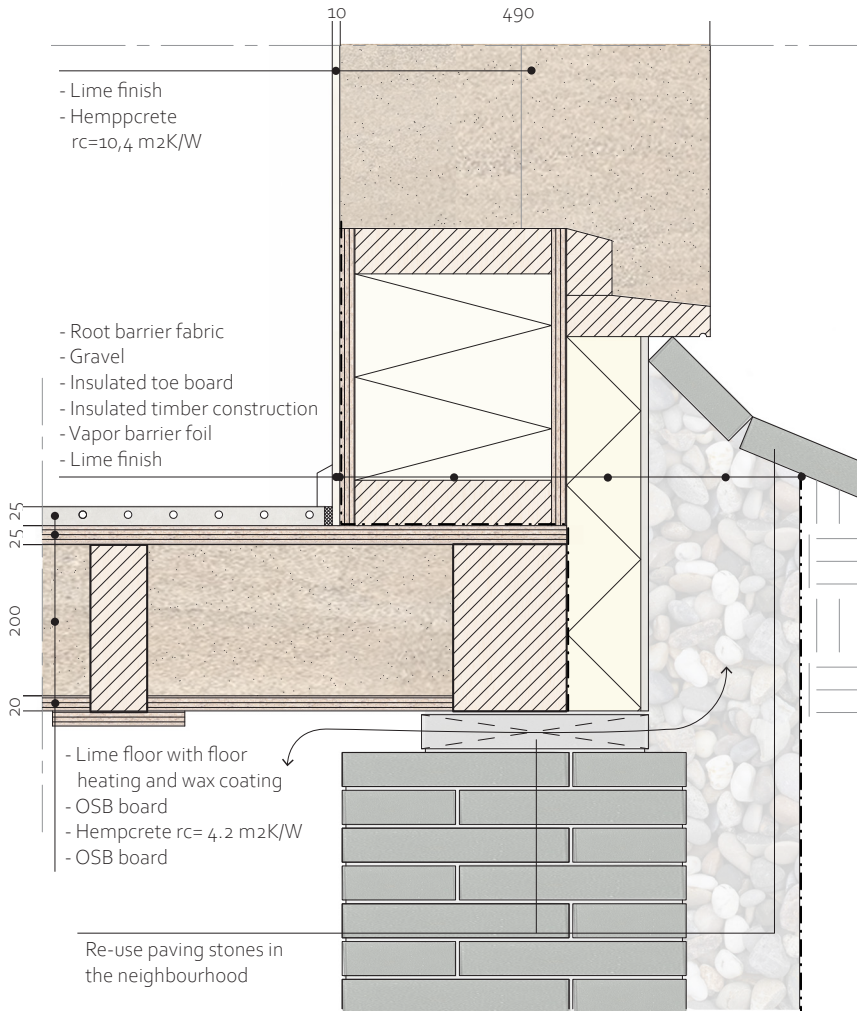 10
490
- Lime finish
- Hemppcrete
rc=10,4 m2K/W
- Root barrier fabric
- Gravel
- Insulated toe board
- Insulated timber construction
- Vapor barrier foil
- Lime finish
25
25
200
20
- Lime floor with floor
heating and wax coating
- OSB board
- Hempcrete rc= 4.2 m2K/W
- OSB board
Re-use paving stones in
the neighbourhood